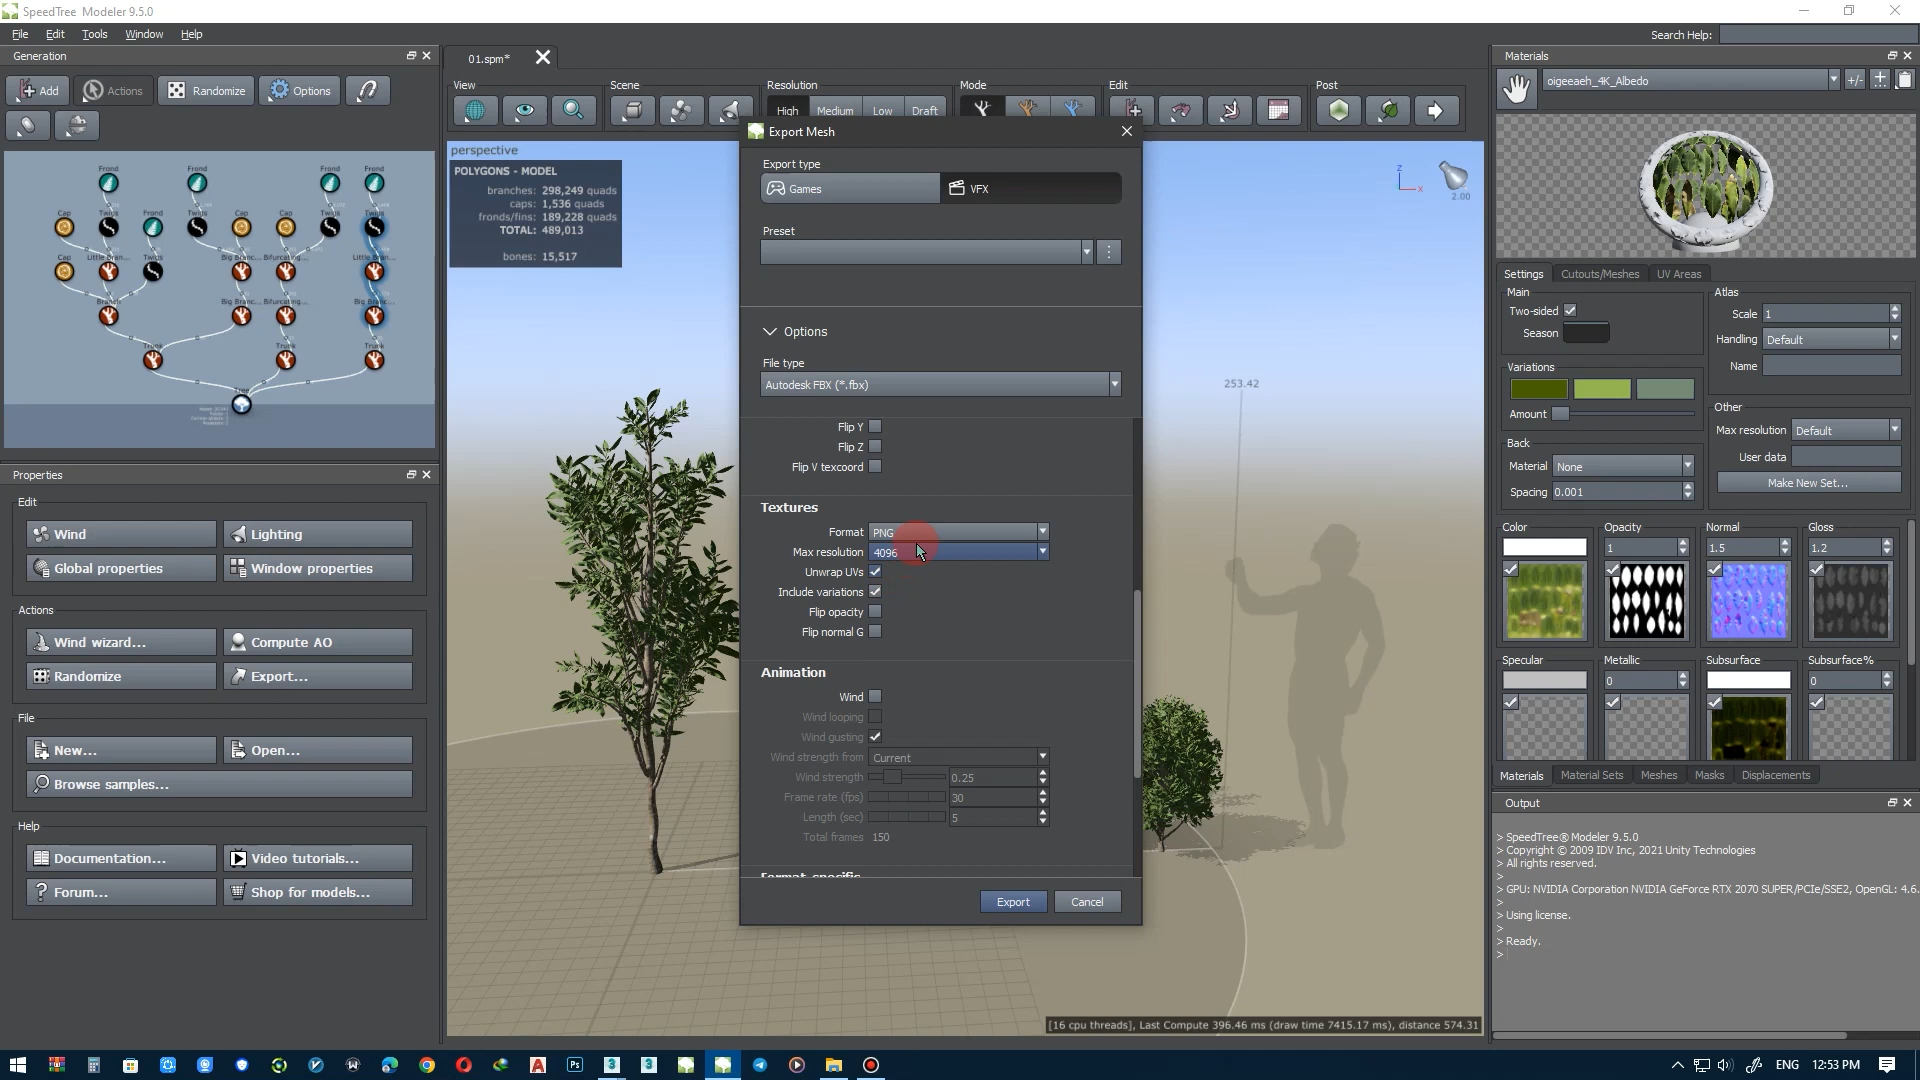 SpeedTree Modeler 9.5.0
File Edit Tools Window Help
Search Help:
Generation
Add Actions Randomize Options
Frond Frond Frond Frond
Cap Twigs Frond Twigs Cap Cap Twigs Twigs
Cap Little Bran... Twigs Big Branc... Bifurcating... Little Bran...
Branch Big Branc... Bifurcating... Big Branc...
Trunk Trunk Trunk
Tree
Properties
Edit
Wind Lighting
Global properties Window properties
Actions
Wind wizard... Compute AO
Randomize Export...
File
New... Open...
Browse samples...
Help
Documentation... Video tutorials...
Forum... Shop for models...
01.spm*
View Scene Resolution Mode Edit Post
High Medium Low Draft
perspective
POLYGONS - MODEL
branches: 298,249 quads
caps: 1,536 quads
fronds/fins: 189,228 quads
TOTAL: 489,013
bones: 15,517
z
x
2.00
253.42
Export Mesh
Export type
Games VFX
Preset
Options
File type
Autodesk FBX (*.fbx)
Flip Y
Flip Z
Flip V texcoord
Textures
Format PNG
Max resolution 4096
Unwrap UVs
Include variations
Flip opacity
Flip normal G
Animation
Wind
Wind looping
Wind gusting
Wind strength from Current
Wind strength 0.25
Frame rate (fps) 30
Length (sec) 5
Total frames 150
Format-specific
Export Cancel
[16 cpu threads], Last Compute 396.46 ms (draw time 7415.17 ms), distance 574.31
Materials
oigeeaeh_4K_Albedo
+/-
Settings Cutouts/Meshes UV Areas
Main
Two-sided
Season
Variations
Amount
Back
Material None
Spacing 0.001
Atlas
Scale 1
Handling Default
Name
Other
Max resolution Default
User data
Make New Set...
Color Opacity Normal Gloss
1 1.5 1.2
Specular Metallic Subsurface Subsurface%
0 0
Materials Material Sets Meshes Masks Displacements
Output
> SpeedTree® Modeler 9.5.0
> Copyright © 2009 IDV Inc, 2021 Unity Technologies
> All rights reserved.
>
> GPU: NVIDIA Corporation NVIDIA GeForce RTX 2070 SUPER/PCIe/SSE2, OpenGL: 4.6.
>
> Using license.
>
> Ready.
>
ENG 12:53 PM